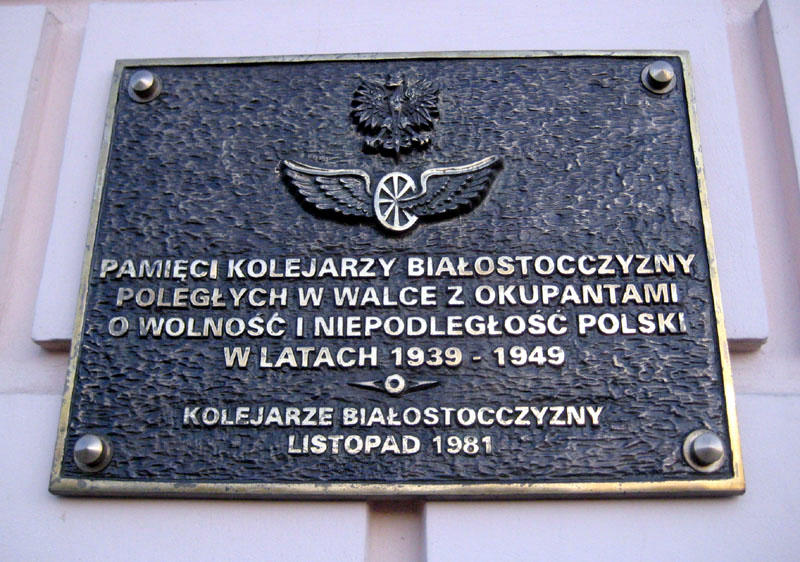 PAMIĘCI KOLEJARZY BIAŁOSTOCCZYZNY
POLEGŁYCH W WALCE Z OKUPANTAMI
O WOLNOŚĆ I NIEPODLEGŁOŚĆ POLSKI
W LATACH 1939 - 1949
KOLEJARZE BIAŁOSTOCCZYZNY
LISTOPAD 1981